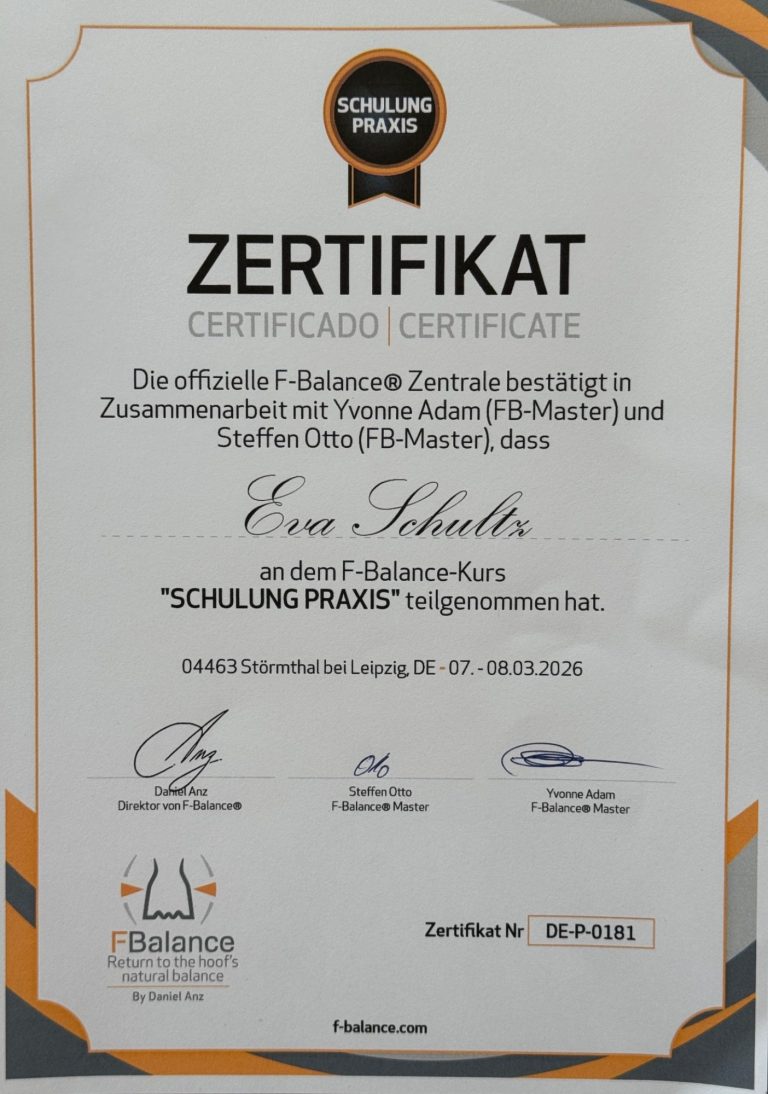 SCHULUNG
PRAXIS
ZERTIFIKAT
CERTIFICADO | CERTIFICATE
Die offizielle F-Balance® Zentrale bestätigt in
Zusammenarbeit mit Yvonne Adam (FB-Master) und
Steffen Otto (FB-Master), dass
Eva Schultz
an dem F-Balance-Kurs
"SCHULUNG PRAXIS" teilgenommen hat.
04463 Störmthal bei Leipzig, DE - 07. - 08.03.2026
Daniel Anz
Direktor von F-Balance®
Steffen Otto
F-Balance® Master
Yvonne Adam
F-Balance® Master
FBalance
Return to the hoof's
natural balance
By Daniel Anz
Zertifikat Nr DE-P-0181
f-balance.com